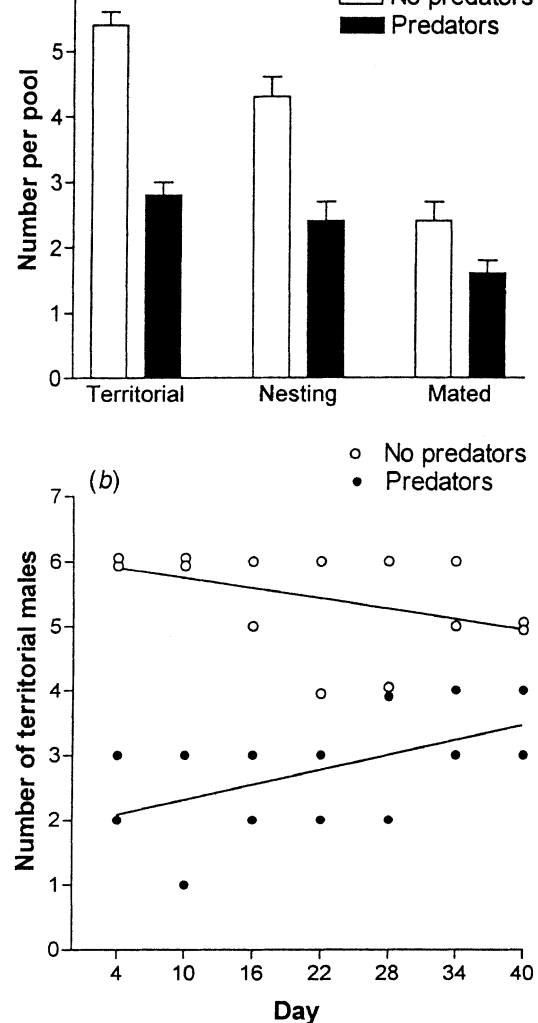 No predators
Predators
5
4
3
2
1
0
Number per pool
Territorial Nesting Mated
No predators
Predators
(b)
7
6
5
4
3
2
1
0
Number of territorial males
4 10 16 22 28 34 40
Day